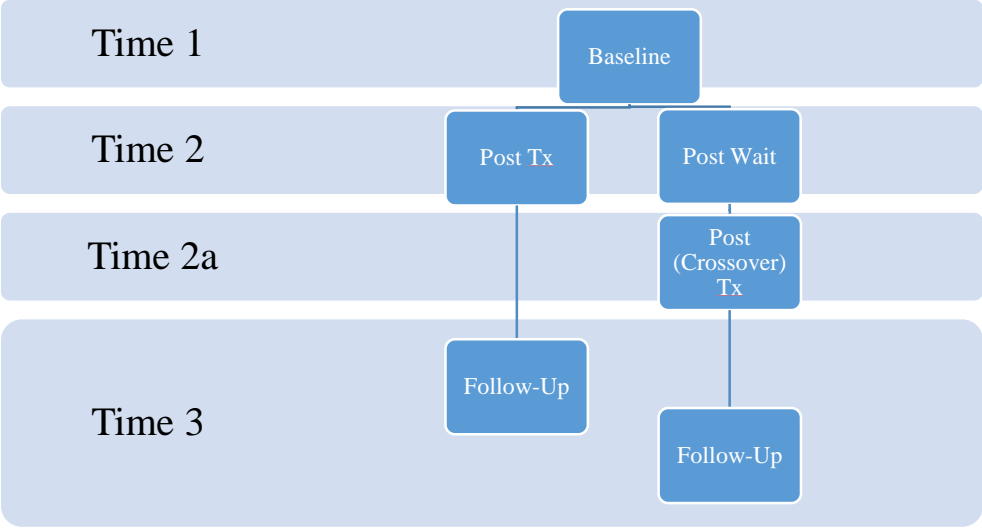 Time 1
Baseline
Time 2
Post Tx
Post Wait
Time 2a
Post
(Crossover)
Tx
Time 3
Follow-Up
Follow-Up